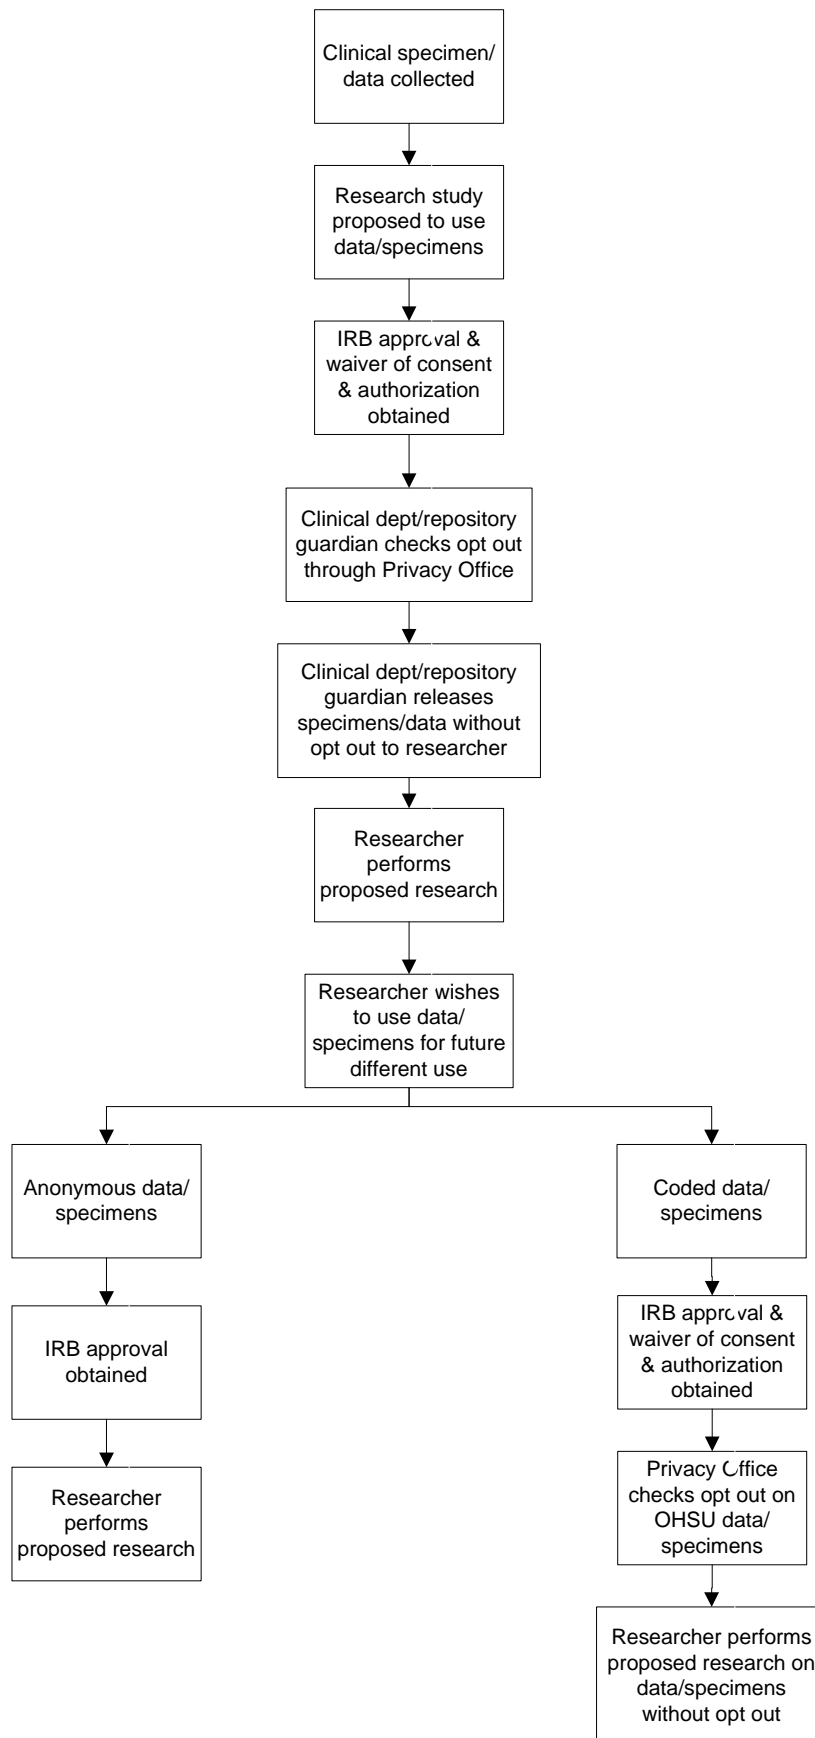 Clinical specimen/
data collected
Research study
proposed to use
data/specimens
IRB approval &
waiver of consent
& authorization
obtained
Clinical dept/repository
guardian checks opt out
through Privacy Office
Clinical dept/repository
guardian releases
specimens/data without
opt out to researcher
Researcher
performs
proposed research
Researcher wishes
to use data/
specimens for future
different use
Anonymous data/
specimens
IRB approval
obtained
Researcher
performs
proposed research
Coded data/
specimens
IRB approval &
waiver of consent
& authorization
obtained
Privacy Office
checks opt out on
OHSU data/
specimens
Researcher performs
proposed research on
data/specimens
without opt out